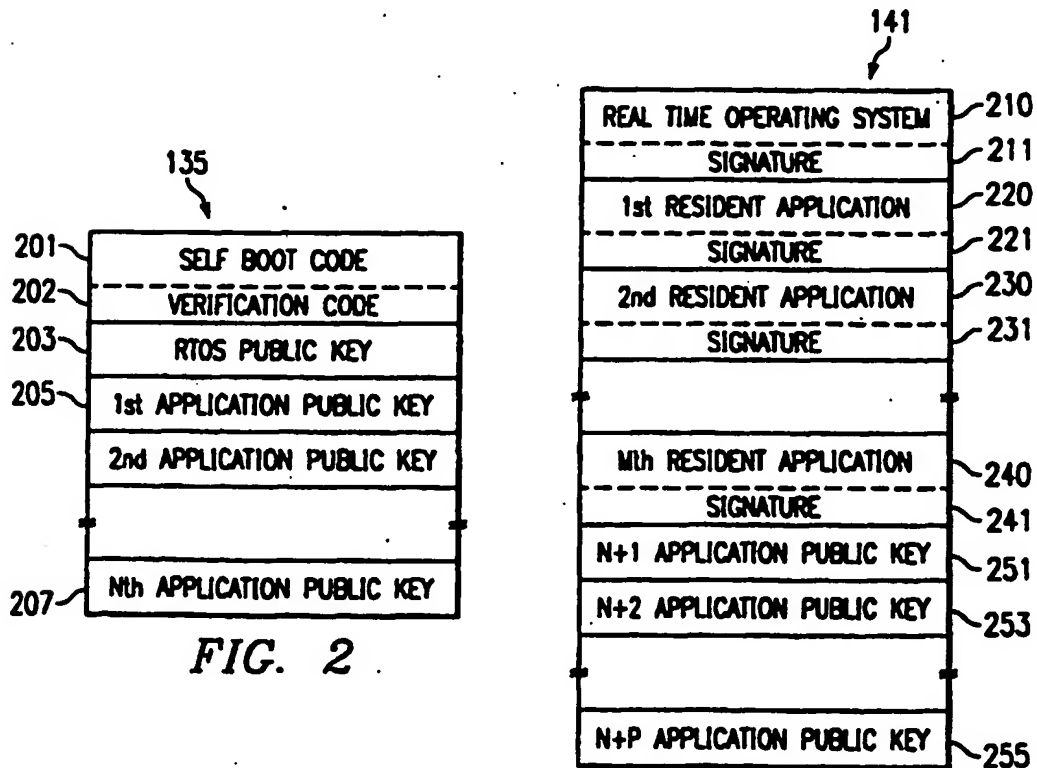 135
201 SELF BOOT CODE
202 VERIFICATION CODE
203 RTOS PUBLIC KEY
205 1st APPLICATION PUBLIC KEY
2nd APPLICATION PUBLIC KEY
207 Nth APPLICATION PUBLIC KEY
FIG. 2
141
REAL TIME OPERATING SYSTEM 210
SIGNATURE 211
1st RESIDENT APPLICATION 220
SIGNATURE 221
2nd RESIDENT APPLICATION 230
SIGNATURE 231
Mth RESIDENT APPLICATION 240
SIGNATURE 241
N+1 APPLICATION PUBLIC KEY 251
N+2 APPLICATION PUBLIC KEY 253
N+P APPLICATION PUBLIC KEY 255